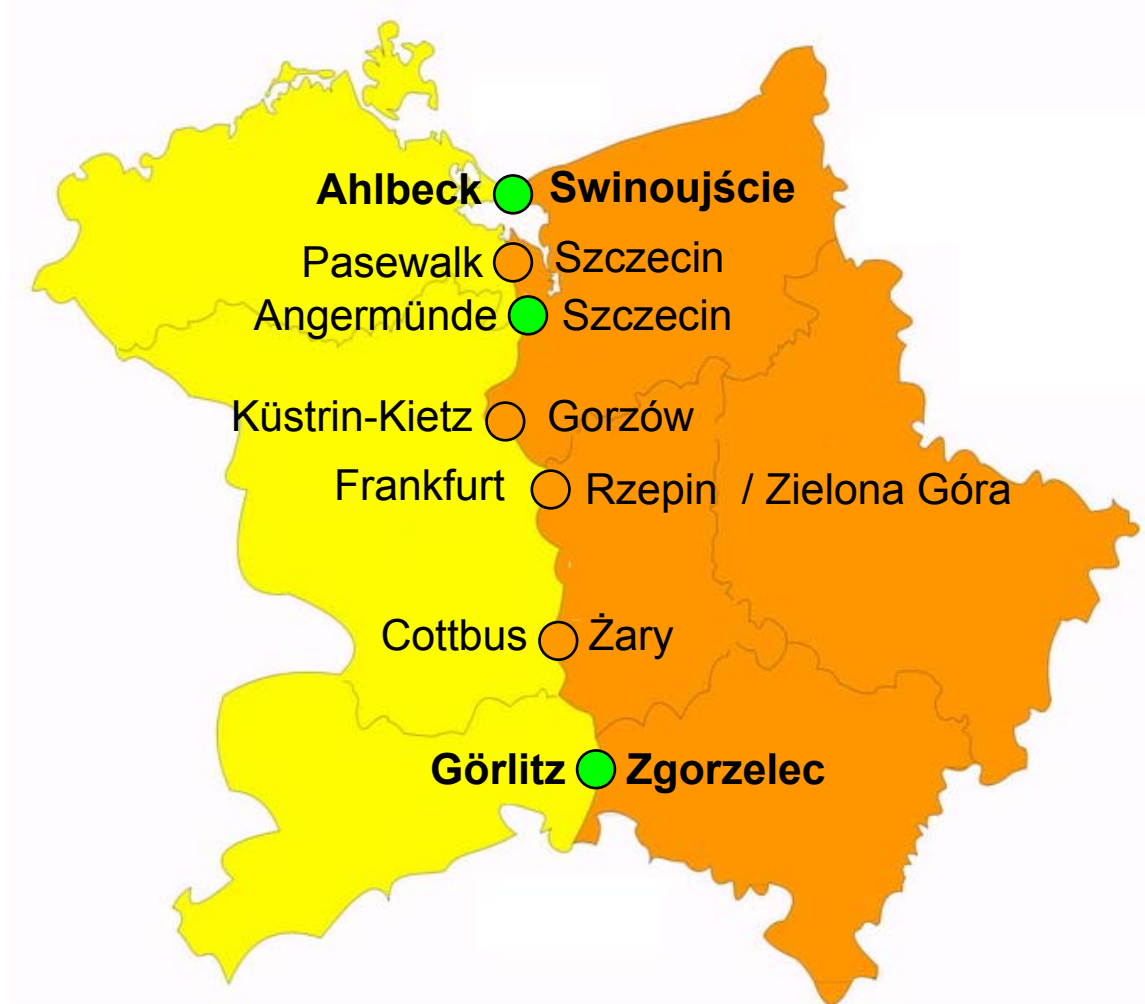 Ahlbeck Swinoujście
Pasewalk Szczecin
Angermünde Szczecin
Küstrin-Kietz Gorzów
Frankfurt Rzepin / Zielona Góra
Cottbus Żary
Görlitz Zgorzelec